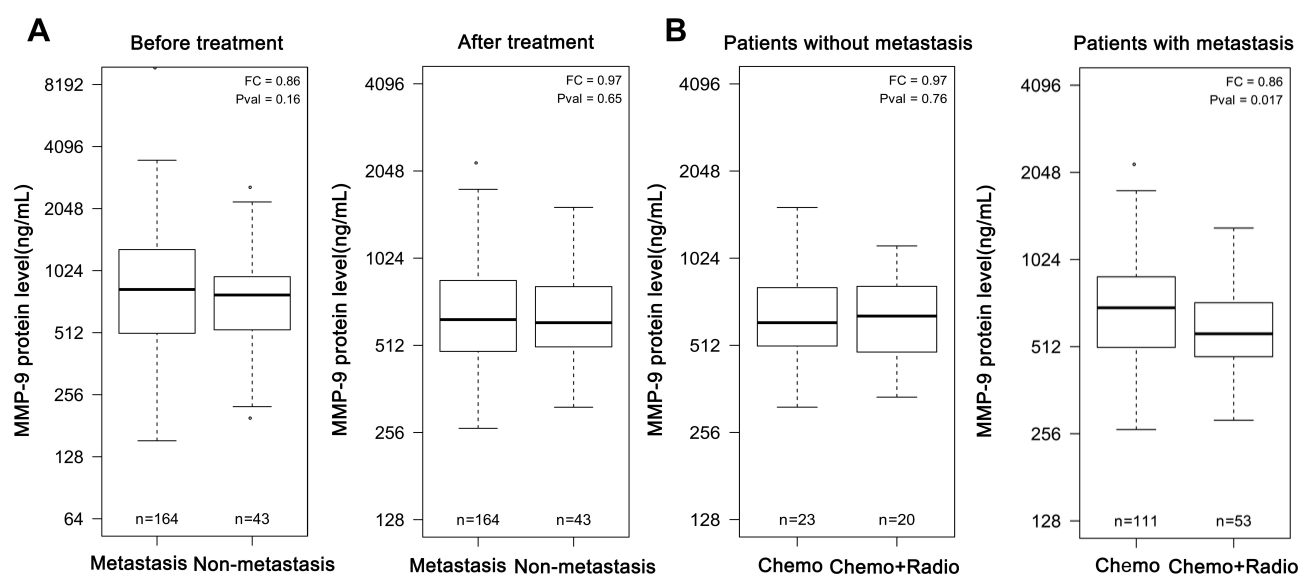 A
Before treatment
MMP-9 protein level(ng/mL)
8192
4096
2048
1024
512
256
128
64
FC = 0.86
Pval = 0.16
n=164
n=43
Metastasis Non-metastasis
After treatment
MMP-9 protein level(ng/mL)
4096
2048
1024
512
256
128
FC = 0.97
Pval = 0.65
n=164
n=43
Metastasis Non-metastasis
B
Patients without metastasis
MMP-9 protein level(ng/mL)
4096
2048
1024
512
256
128
FC = 0.97
Pval = 0.76
n=23
n=20
Chemo Chemo+Radio
Patients with metastasis
MMP-9 protein level(ng/mL)
4096
2048
1024
512
256
128
FC = 0.86
Pval = 0.017
n=111
n=53
Chemo Chemo+Radio